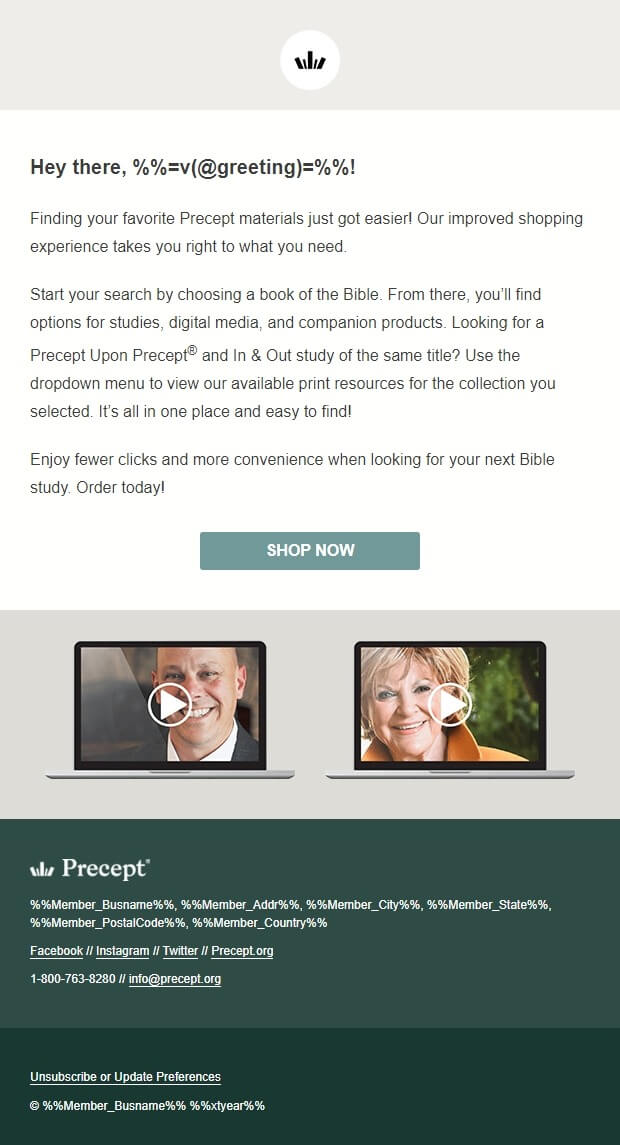 Hey there, %%=v(@greeting)=%%!
Finding your favorite Precept materials just got easier! Our improved shopping
experience takes you right to what you need.
Start your search by choosing a book of the Bible. From there, you’ll find
options for studies, digital media, and companion products. Looking for a
Precept Upon Precept® and In & Out study of the same title? Use the
dropdown menu to view our available print resources for the collection you
selected. It’s all in one place and easy to find!
Enjoy fewer clicks and more convenience when looking for your next Bible
study. Order today!
SHOP NOW
Precept®
%%Member_Busname%%, %%Member_Addr%%, %%Member_City%%, %%Member_State%%,
%%Member_PostalCode%%, %%Member_Country%%
Facebook // Instagram // Twitter // Precept.org
1-800-763-8280 // info@precept.org
Unsubscribe or Update Preferences
© %%Member_Busname%% %%xtyear%%